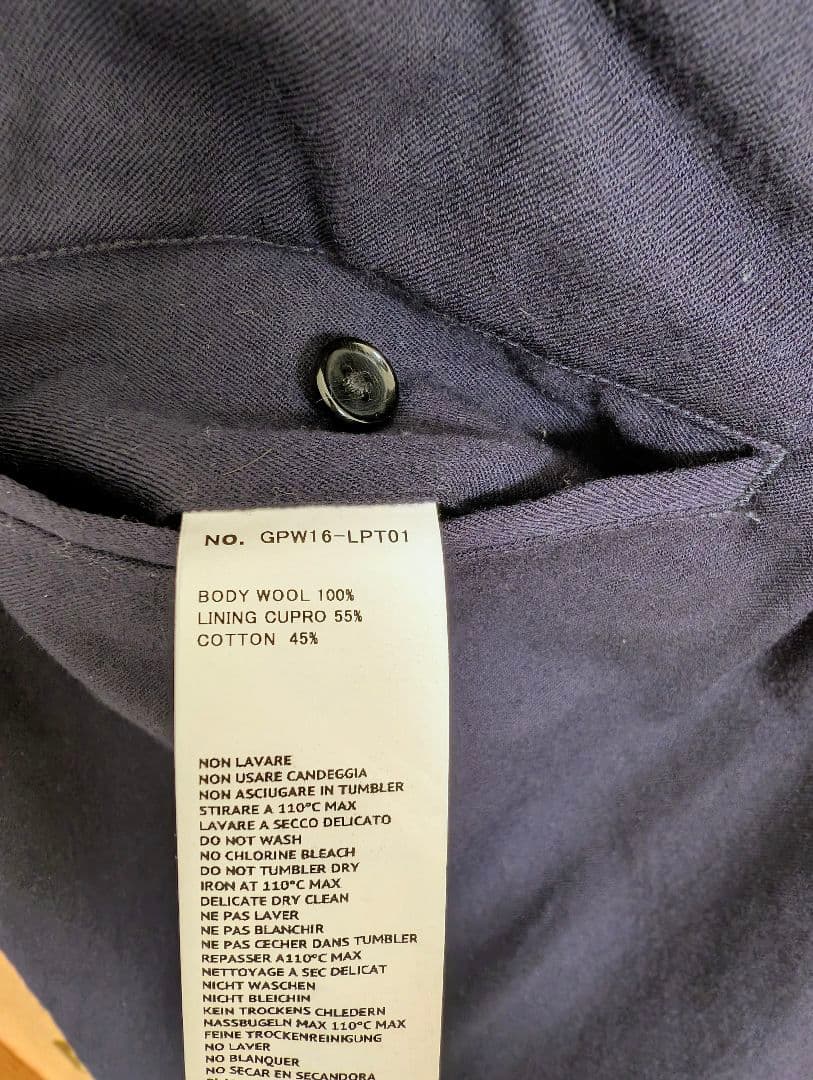 NO. GPW16-LPT01
BODY WOOL 100%
LINING CUPRO 55%
COTTON 45%
NON LAVARE
NON USARE CANDEGGIA
NON ASCIUGARE IN TUMBLER
STIRARE A 110°C MAX
LAVARE A SECCO DELICATO
DO NOT WASH
NO CHLORINE BLEACH
DO NOT TUMBLER DRY
IRON AT 110°C MAX
DELICATE DRY CLEAN
NE PAS LAVER
NE PAS BLANCHIR
NE PAS CECHER DANS TUMBLER
REPASSER A110°C MAX
NETTOYAGE A SEC DELICAT
NICHT WASCHEN
NICHT BLEICHIN
KEIN TROCKENS CHLEDERN
NASSBUGELN MAX 110°C MAX
FEINE TROCKENREINIGUNG
NO LAVER
NO BLANQUER
NO SECAR EN SECANDORA